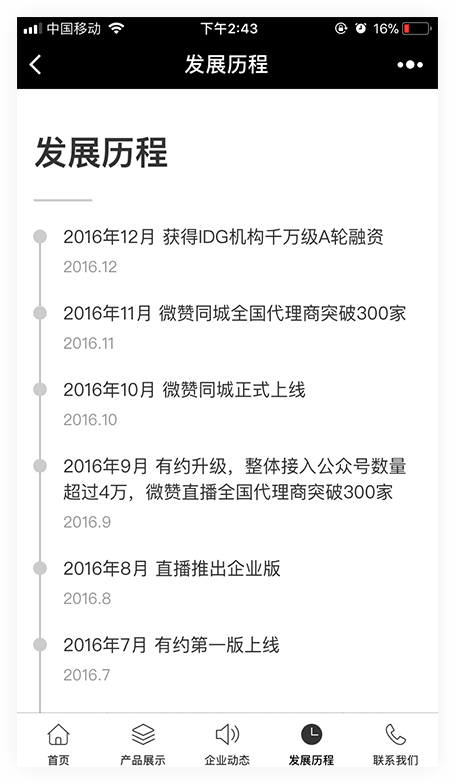 中国移动 下午2:43 16%
发展历程
发展历程
2016年12月 获得IDG机构千万级A轮融资
2016.12
2016年11月 微赞同城全国代理商突破300家
2016.11
2016年10月 微赞同城正式上线
2016.10
2016年9月 有约升级，整体接入公众号数量
超过4万，微赞直播全国代理商突破300家
2016.9
2016年8月 直播推出企业版
2016.8
2016年7月 有约第一版上线
2016.7
首页 产品展示 企业动态 发展历程 联系我们